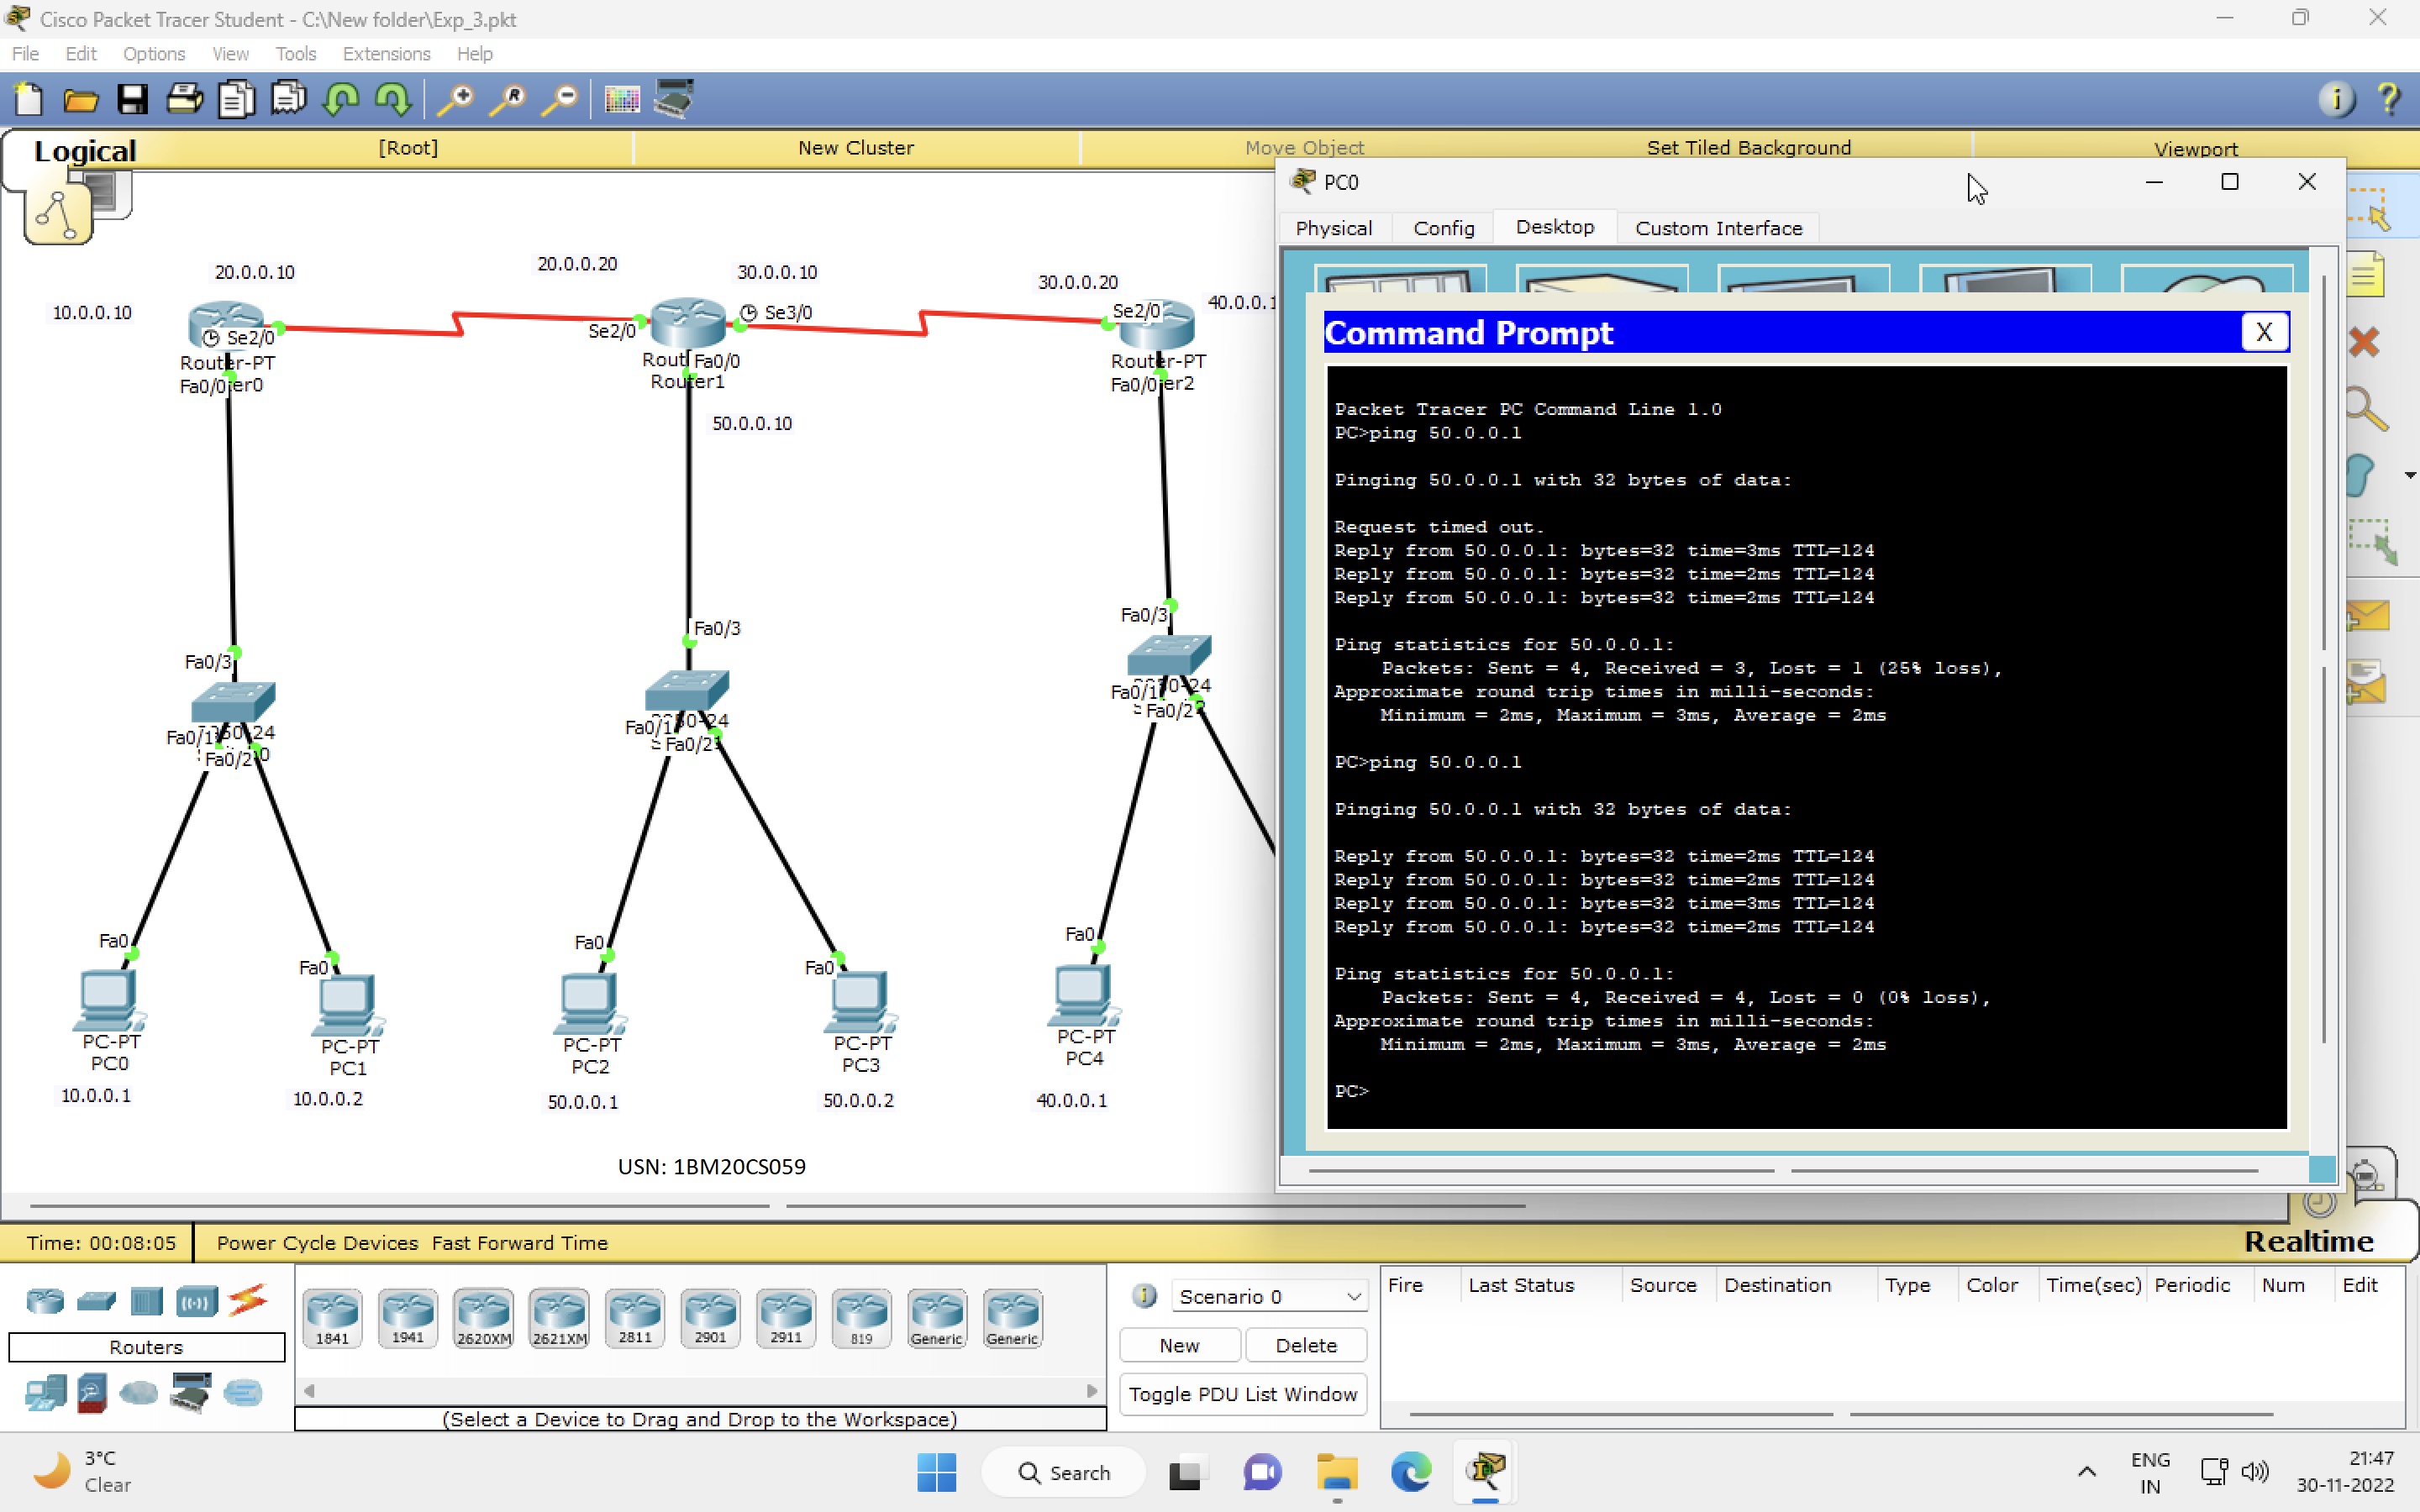 Cisco Packet Tracer Student - C:\New folder\Exp_3.pkt
File Edit Options View Tools Extensions Help
Logical [Root] New Cluster Move Object Set Tiled Background Viewport
20.0.0.10
20.0.0.20
30.0.0.10
30.0.0.20
10.0.0.10
40.0.0.1
Se2/0
Router-PT
Fa0/0 er0
Se2/0
Se3/0
Rout Fa0/0
Router1
50.0.0.10
Se2/0
Router-PT
Fa0/0 er2
Fa0/3
Fa0/1 50-24
Fa0/2 0
Fa0/3
Fa0/1 50-24
Fa0/2
Fa0/3
Fa0/1 0-24
Fa0/2
Fa0
PC-PT
PC0
10.0.0.1
Fa0
PC-PT
PC1
10.0.0.2
Fa0
PC-PT
PC2
50.0.0.1
Fa0
PC-PT
PC3
50.0.0.2
Fa0
PC-PT
PC4
40.0.0.1
USN: 1BM20CS059
PC0
Physical Config Desktop Custom Interface
Command Prompt X
Packet Tracer PC Command Line 1.0
PC>ping 50.0.0.1
Pinging 50.0.0.1 with 32 bytes of data:
Request timed out.
Reply from 50.0.0.1: bytes=32 time=3ms TTL=124
Reply from 50.0.0.1: bytes=32 time=2ms TTL=124
Reply from 50.0.0.1: bytes=32 time=2ms TTL=124
Ping statistics for 50.0.0.1:
Packets: Sent = 4, Received = 3, Lost = 1 (25% loss),
Approximate round trip times in milli-seconds:
Minimum = 2ms, Maximum = 3ms, Average = 2ms
PC>ping 50.0.0.1
Pinging 50.0.0.1 with 32 bytes of data:
Reply from 50.0.0.1: bytes=32 time=2ms TTL=124
Reply from 50.0.0.1: bytes=32 time=2ms TTL=124
Reply from 50.0.0.1: bytes=32 time=3ms TTL=124
Reply from 50.0.0.1: bytes=32 time=2ms TTL=124
Ping statistics for 50.0.0.1:
Packets: Sent = 4, Received = 4, Lost = 0 (0% loss),
Approximate round trip times in milli-seconds:
Minimum = 2ms, Maximum = 3ms, Average = 2ms
PC>
Time: 00:08:05 Power Cycle Devices Fast Forward Time Realtime
Routers
1841 1941 2620XM 2621XM 2811 2901 2911 819 Generic Generic
(Select a Device to Drag and Drop to the Workspace)
Scenario 0
New Delete
Toggle PDU List Window
Fire Last Status Source Destination Type Color Time(sec) Periodic Num Edit
3°C
Clear
Search
ENG
IN
21:47
30-11-2022